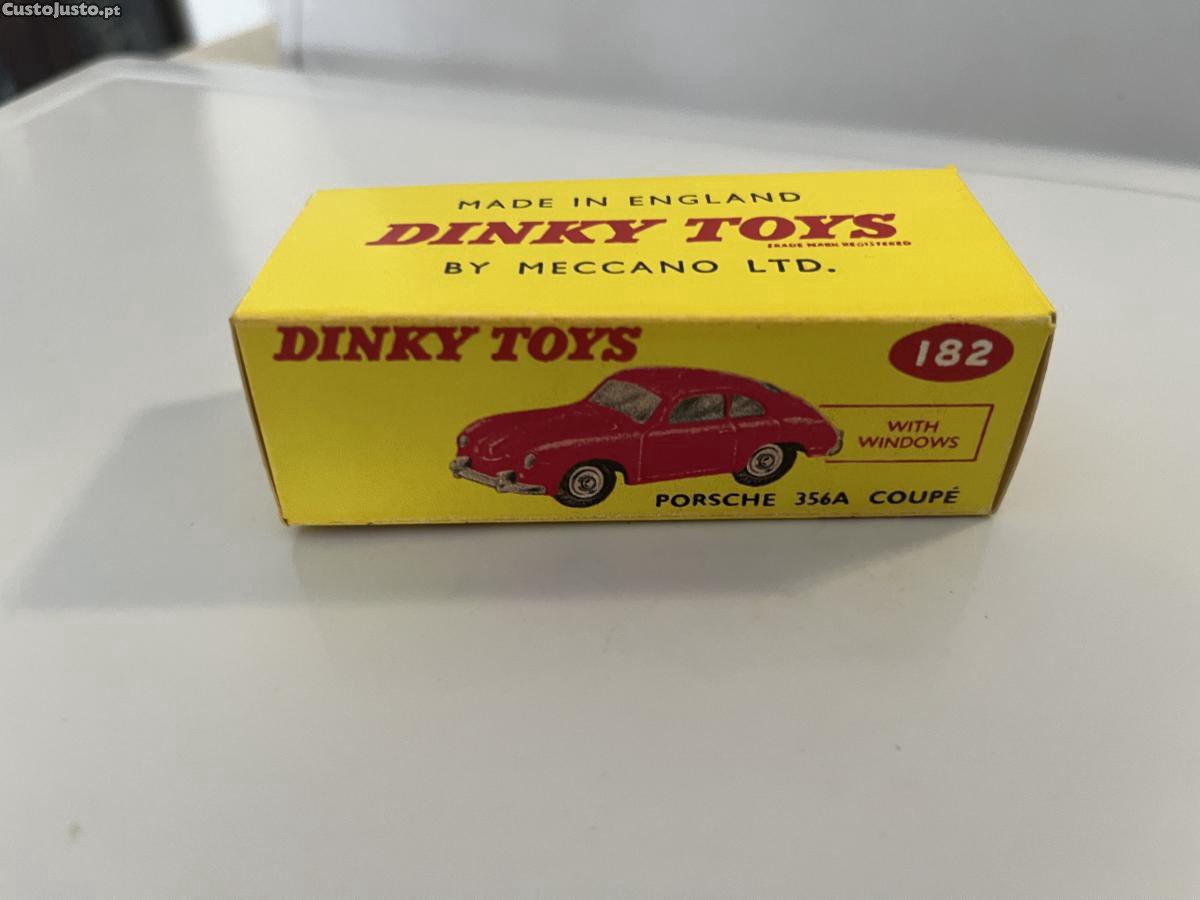 CustoJusto.pt
MADE IN ENGLAND
DINKY TOYS
TRADE MARK REGISTERED
BY MECCANO LTD.
DINKY TOYS
182
WITH
WINDOWS
PORSCHE 356A COUPÉ